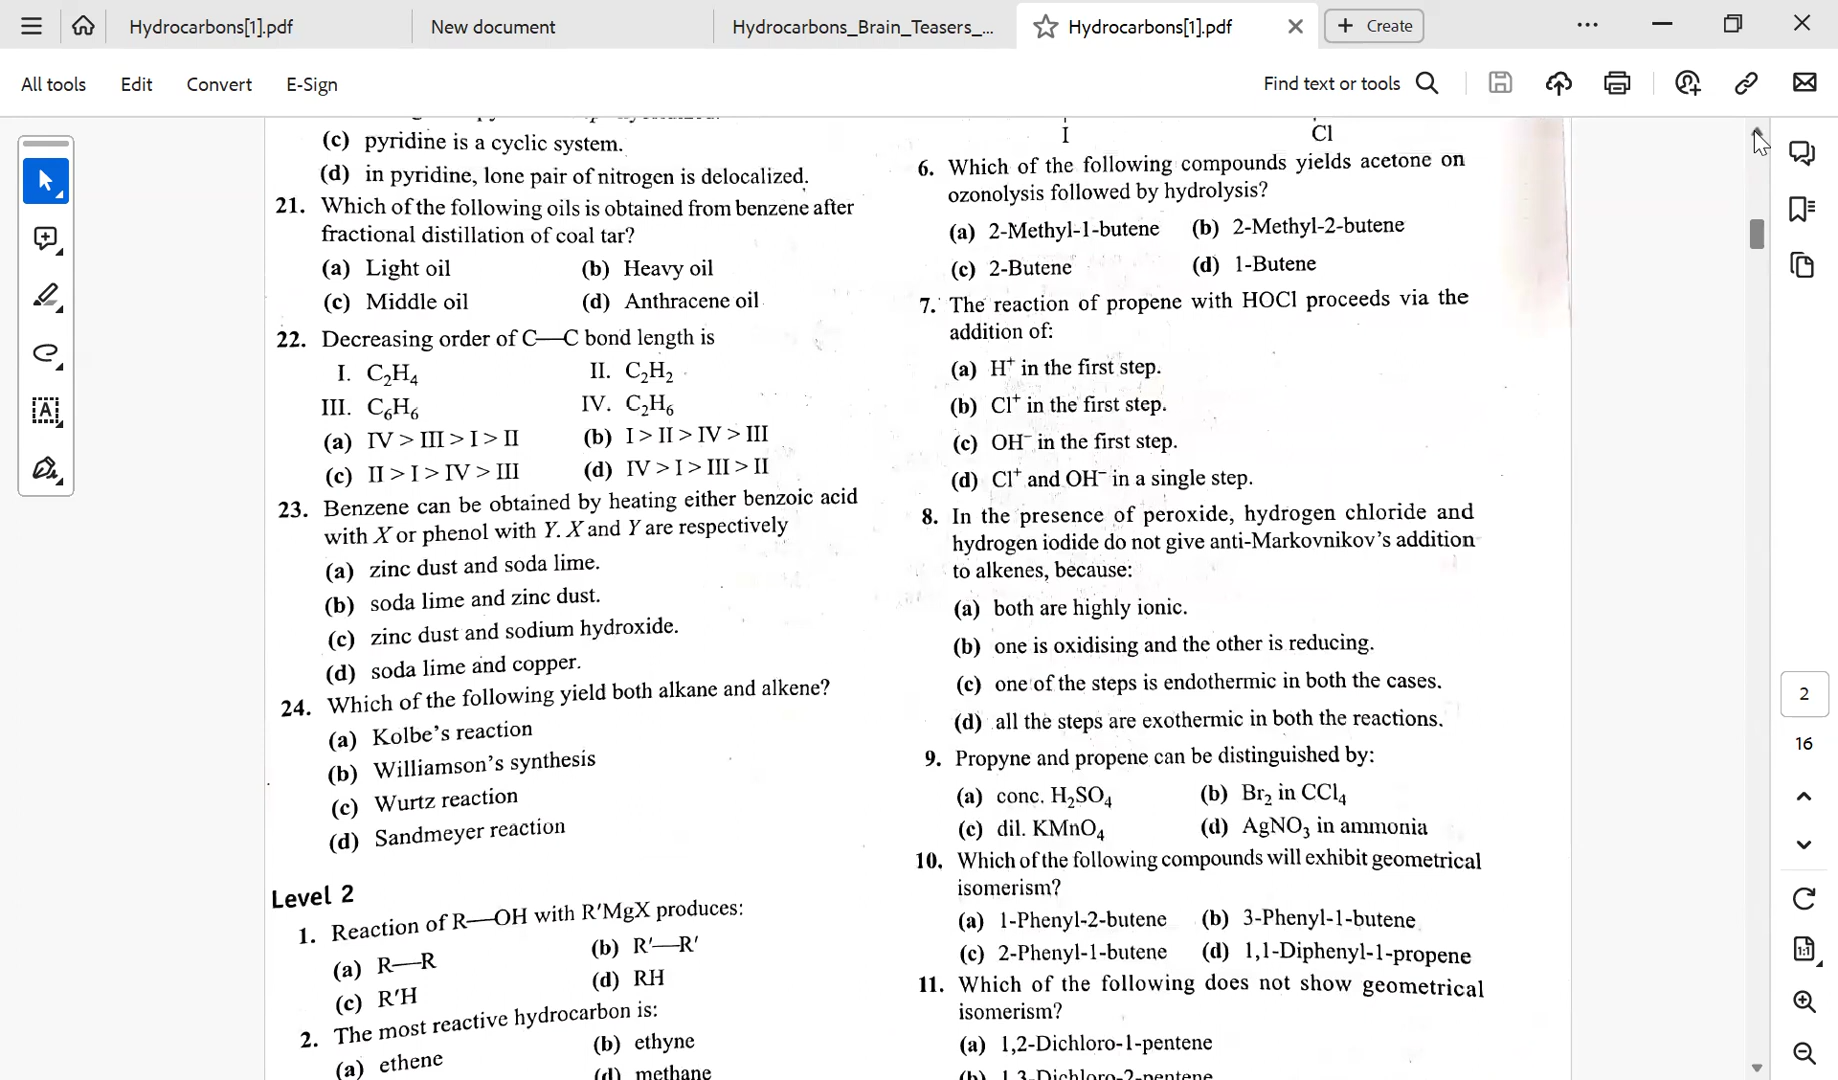 Hydrocarbons[1].pdf
New document
Hydrocarbons_Brain_Teasers_...
Hydrocarbons[1].pdf
Create
All tools
Edit
Convert
E-Sign
Find text or tools
(c) pyridine is a cyclic system.
(d) in pyridine, lone pair of nitrogen is delocalized.
21. Which of the following oils is obtained from benzene after
fractional distillation of coal tar?
(a) Light oil (b) Heavy oil
(c) Middle oil (d) Anthracene oil
22. Decreasing order of C—C bond length is
I. C₂H₄ II. C₂H₂
III. C₆H₆ IV. C₂H₆
(a) IV > III > I > II (b) I > II > IV > III
(c) II > I > IV > III (d) IV > I > III > II
23. Benzene can be obtained by heating either benzoic acid
with X or phenol with Y. X and Y are respectively
(a) zinc dust and soda lime.
(b) soda lime and zinc dust.
(c) zinc dust and sodium hydroxide.
(d) soda lime and copper.
24. Which of the following yield both alkane and alkene?
(a) Kolbe's reaction
(b) Williamson's synthesis
(c) Wurtz reaction
(d) Sandmeyer reaction
Level 2
1. Reaction of R—OH with R′MgX produces:
(a) R—R (b) R′—R′
(c) R′H (d) RH
2. The most reactive hydrocarbon is:
(a) ethene (b) ethyne
(d) methane
I Cl
6. Which of the following compounds yields acetone on
ozonolysis followed by hydrolysis?
(a) 2-Methyl-1-butene (b) 2-Methyl-2-butene
(c) 2-Butene (d) 1-Butene
7. The reaction of propene with HOCl proceeds via the
addition of:
(a) H⁺ in the first step.
(b) Cl⁺ in the first step.
(c) OH⁻ in the first step.
(d) Cl⁺ and OH⁻ in a single step.
8. In the presence of peroxide, hydrogen chloride and
hydrogen iodide do not give anti-Markovnikov's addition
to alkenes, because:
(a) both are highly ionic.
(b) one is oxidising and the other is reducing.
(c) one of the steps is endothermic in both the cases.
(d) all the steps are exothermic in both the reactions.
9. Propyne and propene can be distinguished by:
(a) conc. H₂SO₄ (b) Br₂ in CCl₄
(c) dil. KMnO₄ (d) AgNO₃ in ammonia
10. Which of the following compounds will exhibit geometrical
isomerism?
(a) 1-Phenyl-2-butene (b) 3-Phenyl-1-butene
(c) 2-Phenyl-1-butene (d) 1,1-Diphenyl-1-propene
11. Which of the following does not show geometrical
isomerism?
(a) 1,2-Dichloro-1-pentene
(b) 1,3-Dichloro-2-pentene
2
16